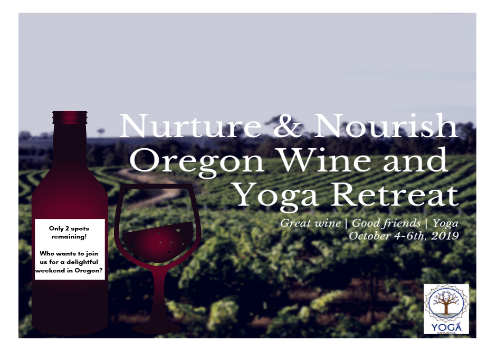 Nurture & Nourish
Oregon Wine and
Yoga Retreat
Great wine | Good friends | Yoga
October 4-6th, 2019
Only 2 spots
remaining!
Who wants to join
us for a delightful
weekend in Oregon?
YOGA